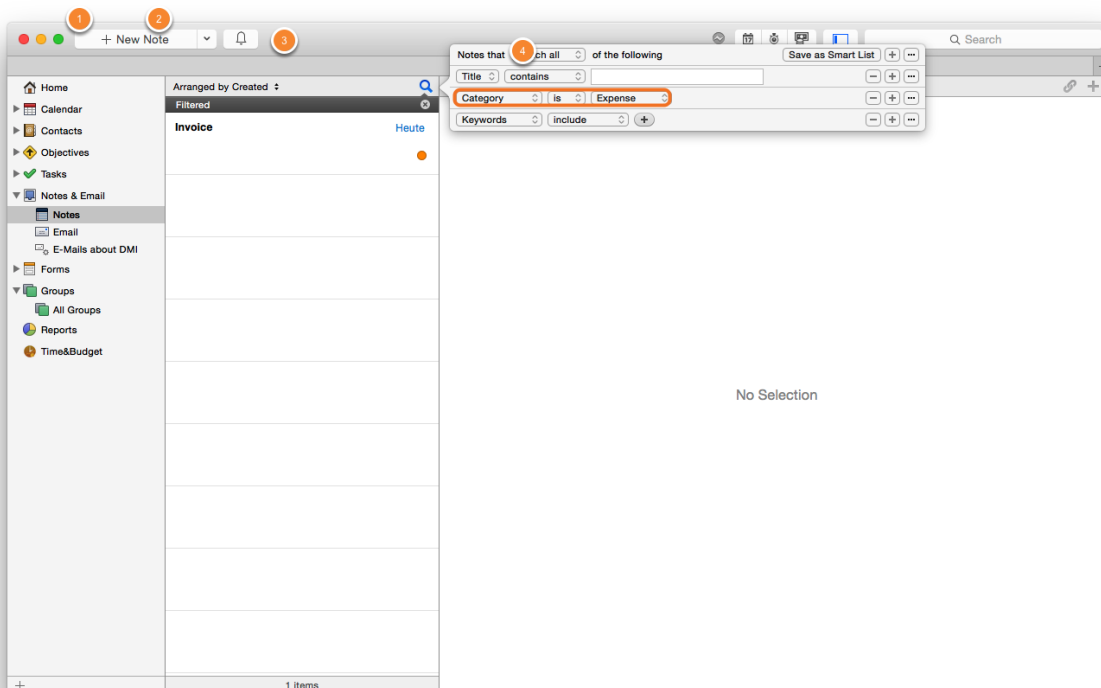 1 2 3 4
+ New Note
Search
Notes that ch all of the following Save as Smart List
Title contains
Category is Expense
Keywords include
Home
Calendar
Contacts
Objectives
Tasks
Notes & Email
Notes
Email
E-Mails about DMI
Forms
Groups
All Groups
Reports
Time&Budget
Arranged by Created
Filtered
Invoice Heute
No Selection
1 items